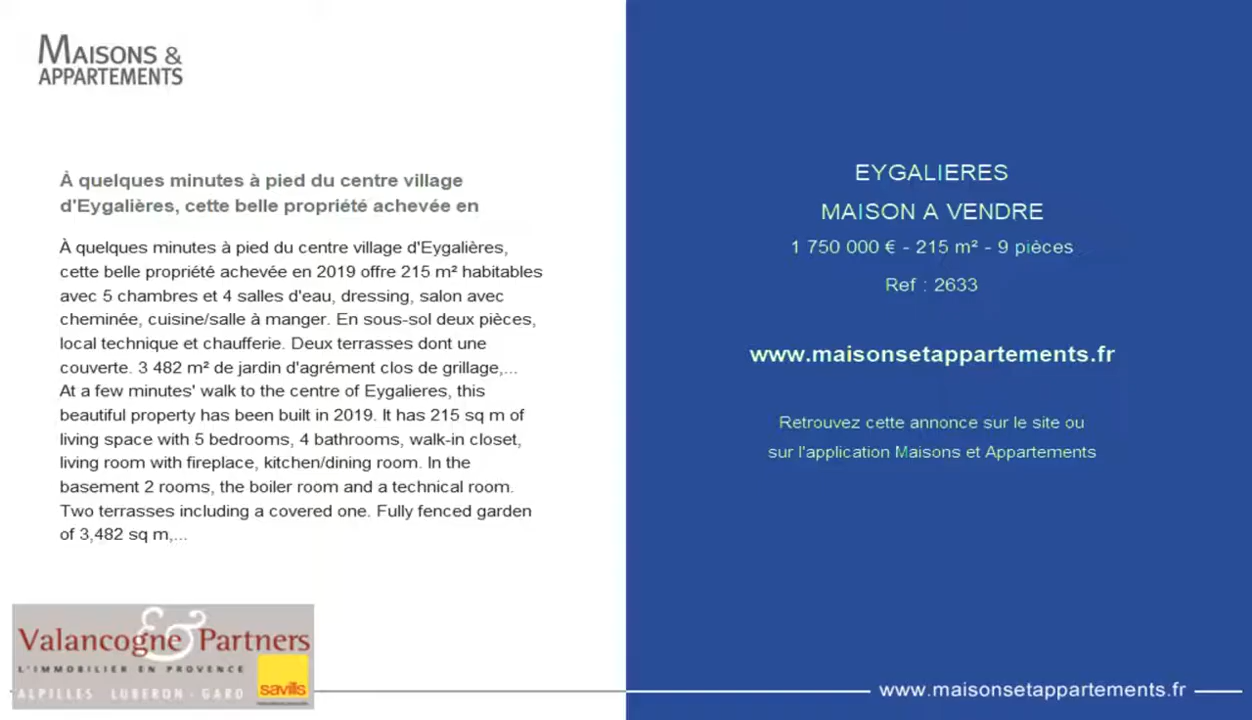 MAISONS &
APPARTEMENTS
À quelques minutes à pied du centre village
d'Eygalières, cette belle propriété achevée en
À quelques minutes à pied du centre village d'Eygalières,
cette belle propriété achevée en 2019 offre 215 m² habitables
avec 5 chambres et 4 salles d'eau, dressing, salon avec
cheminée, cuisine/salle à manger. En sous-sol deux pièces,
local technique et chaufferie. Deux terrasses dont une
couverte. 3 482 m² de jardin d'agrément clos de grillage,...
At a few minutes' walk to the centre of Eygalieres, this
beautiful property has been built in 2019. It has 215 sq m of
living space with 5 bedrooms, 4 bathrooms, walk-in closet,
living room with fireplace, kitchen/dining room. In the
basement 2 rooms, the boiler room and a technical room.
Two terrasses including a covered one. Fully fenced garden
of 3,482 sq m,...
Valancogne & Partners
L'IMMOBILIER EN PROVENCE
ALPILLES LUBERON - GARD
savills
EYGALIERES
MAISON A VENDRE
1 750 000 € - 215 m² - 9 pièces
Ref : 2633
www.maisonsetappartements.fr
Retrouvez cette annonce sur le site ou
sur l'application Maisons et Appartements
www.maisonsetappartements.fr